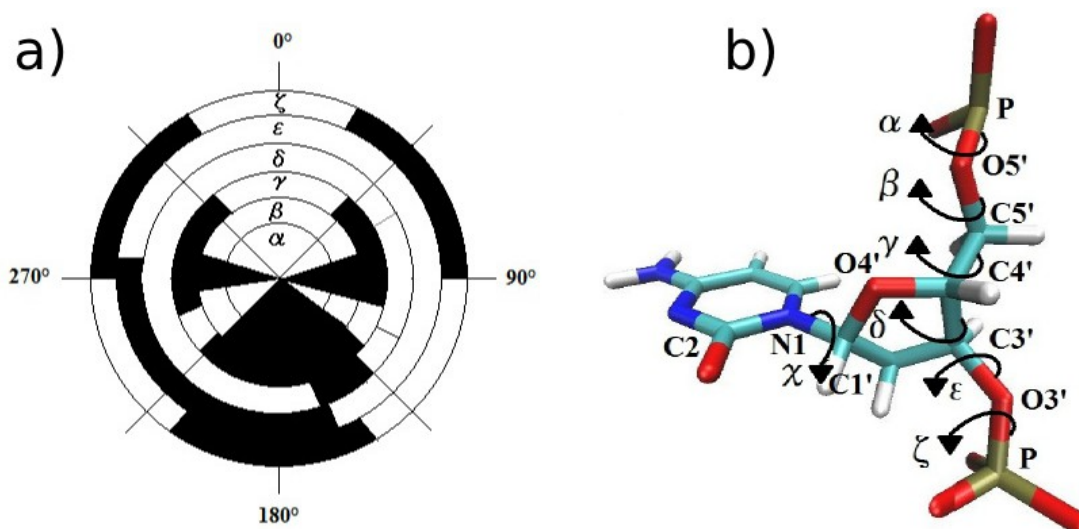 a)
0°
ζ
ε
δ
γ
β
α
270°
90°
180°
b)
P
α
O5'
β
C5'
γ
O4'
C4'
δ
C3'
C2
N1
χ
C1'
ε
O3'
ζ
P